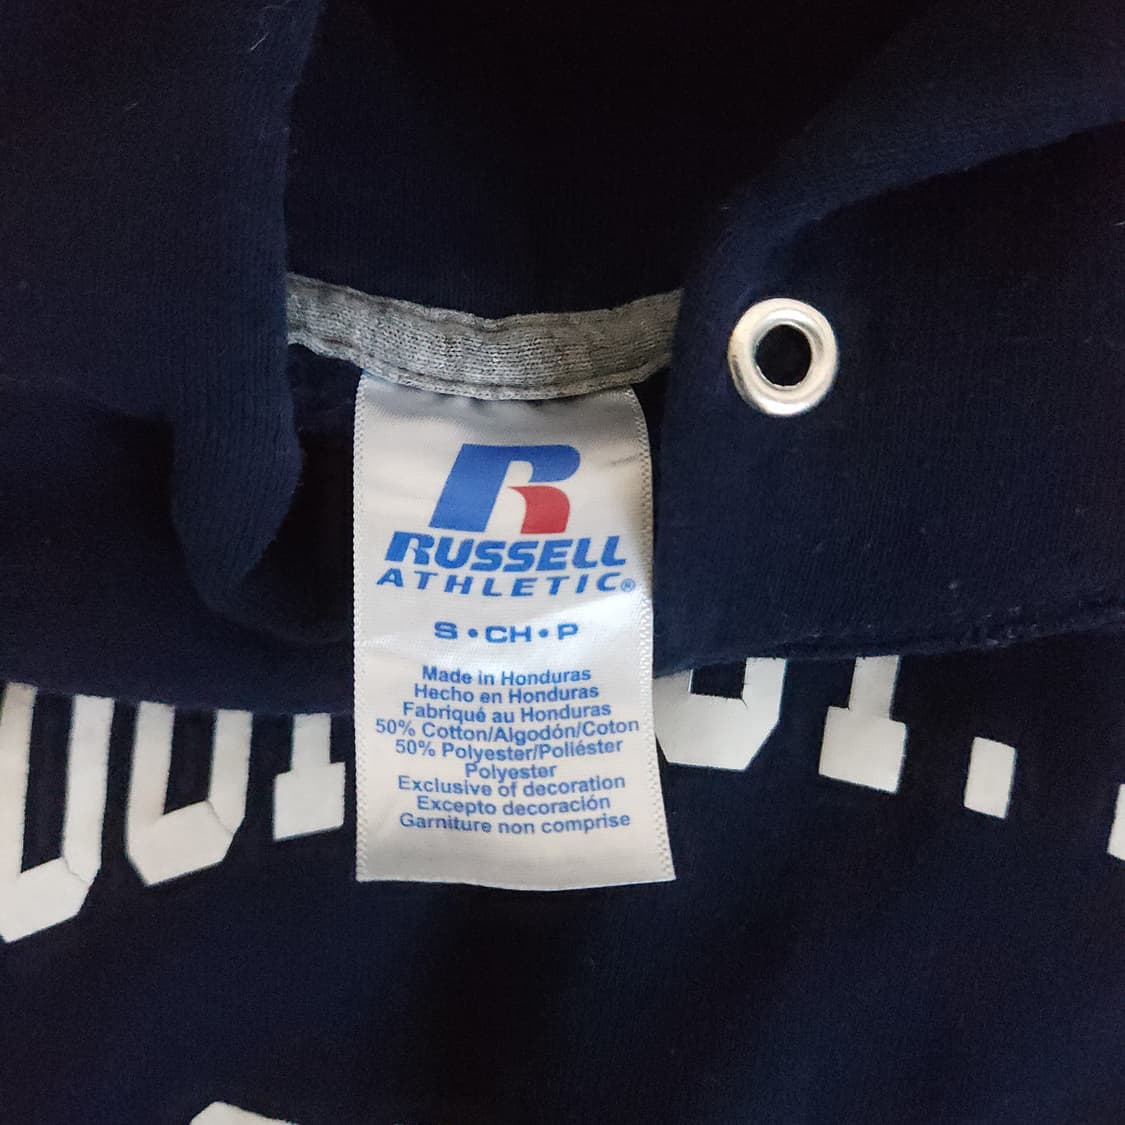 RUSSELL
ATHLETIC®
S • CH • P
Made in Honduras
Hecho en Honduras
Fabriqué au Honduras
50% Cotton/Algodón/Coton
50% Polyester/Poliéster
Polyester
Exclusive of decoration
Excepto decoración
Garniture non comprise